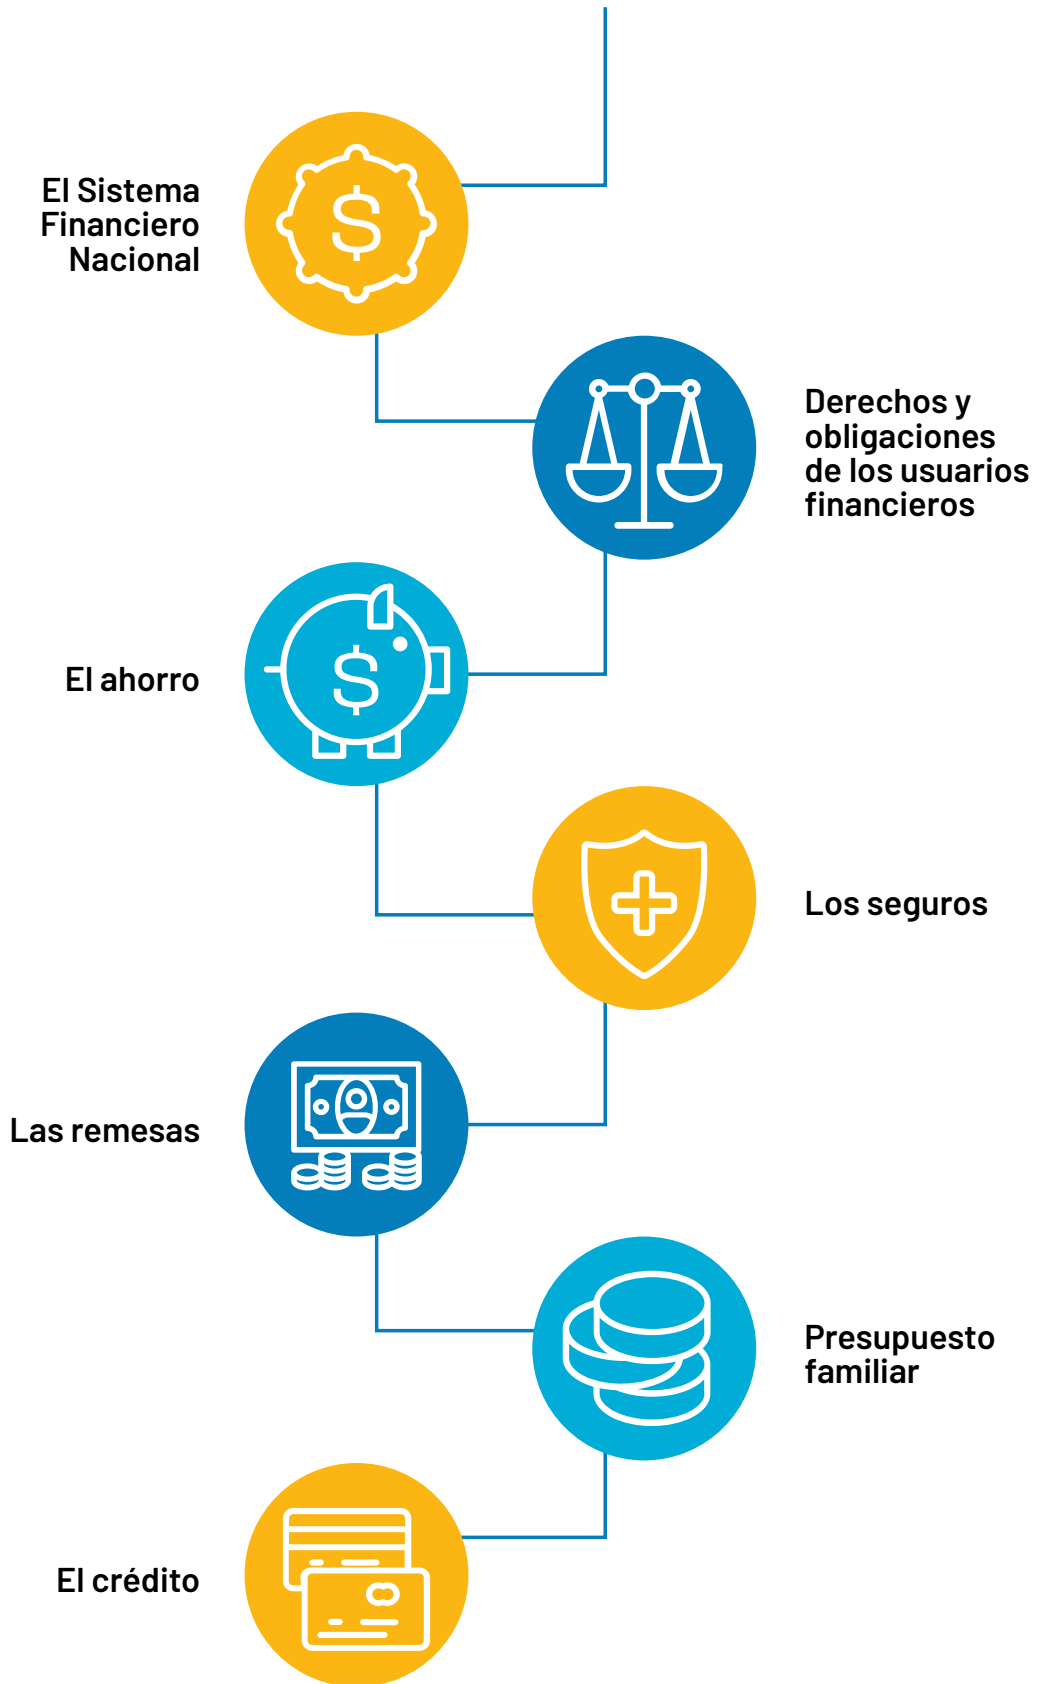 El Sistema
Financiero
Nacional
$
Derechos y
obligaciones
de los usuarios
financieros
El ahorro
$
Los seguros
Las remesas
Presupuesto
familiar
El crédito